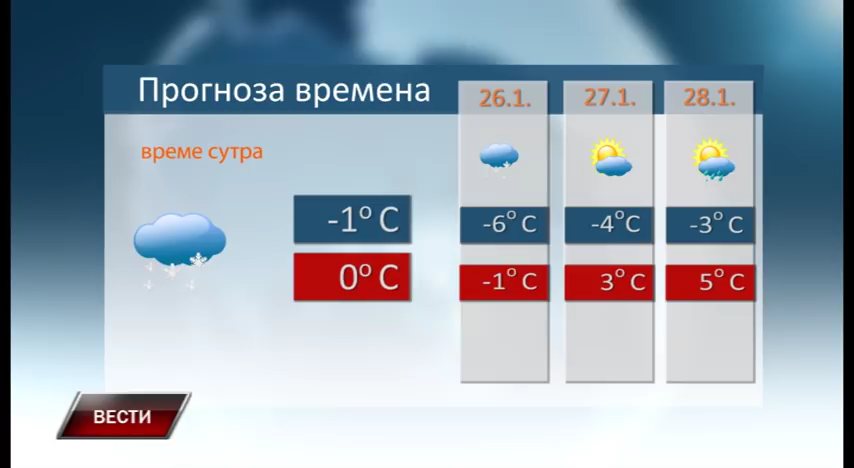 Прогноза времена
26.1.
27.1.
28.1.
време сутра
-1° C
-6° C
-4°C
-3° C
0° C
-1° C
3° C
5° C
ВЕСТИ